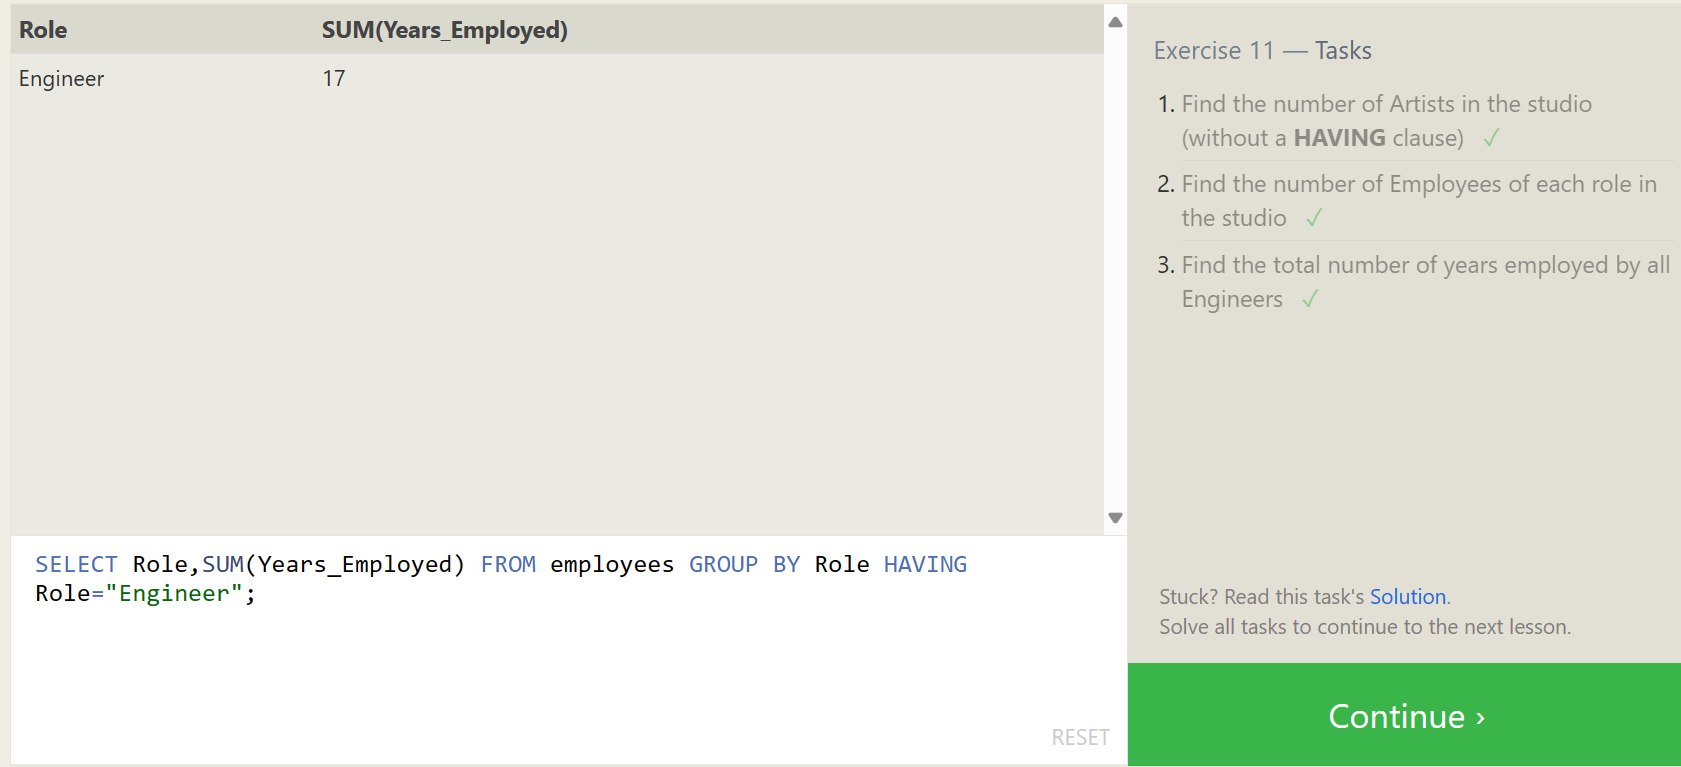 Role SUM(Years_Employed)
Engineer 17
SELECT Role,SUM(Years_Employed) FROM employees GROUP BY Role HAVING
Role="Engineer";
RESET
Exercise 11 — Tasks
1. Find the number of Artists in the studio
(without a HAVING clause) ✓
2. Find the number of Employees of each role in
the studio ✓
3. Find the total number of years employed by all
Engineers ✓
Stuck? Read this task's Solution.
Solve all tasks to continue to the next lesson.
Continue ›